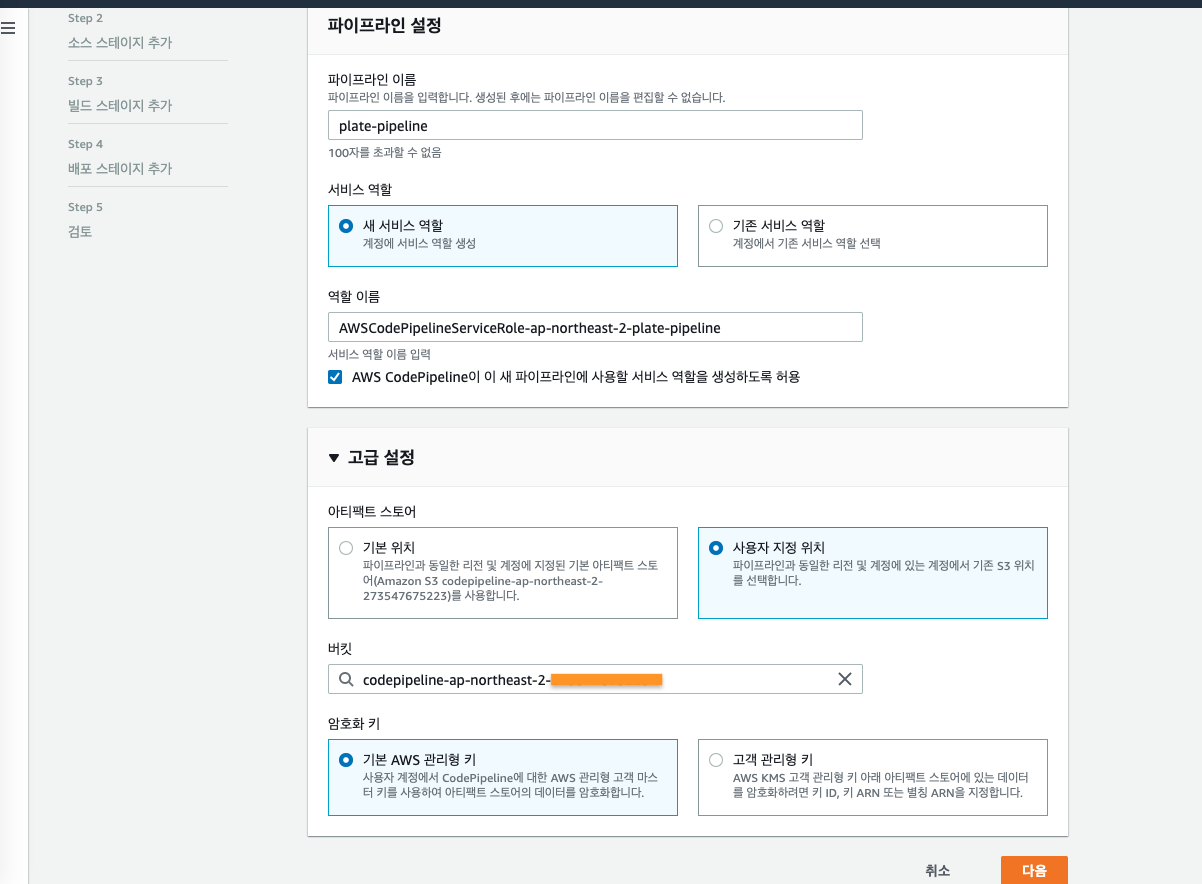 Step 2
소스 스테이지 추가
Step 3
빌드 스테이지 추가
Step 4
배포 스테이지 추가
Step 5
검토
파이프라인 설정
파이프라인 이름
파이프라인 이름을 입력합니다. 생성된 후에는 파이프라인 이름을 편집할 수 없습니다.
plate-pipeline
100자를 초과할 수 없음
서비스 역할
새 서비스 역할
계정에 서비스 역할 생성
기존 서비스 역할
계정에서 기존 서비스 역할 선택
역할 이름
AWSCodePipelineServiceRole-ap-northeast-2-plate-pipeline
서비스 역할 이름 입력
AWS CodePipeline이 이 새 파이프라인에 사용할 서비스 역할을 생성하도록 허용
고급 설정
아티팩트 스토어
기본 위치
파이프라인과 동일한 리전 및 계정에 지정된 기본 아티팩트 스토
어(Amazon S3 codepipeline-ap-northeast-2-
273547675223)를 사용합니다.
사용자 지정 위치
파이프라인과 동일한 리전 및 계정에 있는 계정에서 기존 S3 위치
를 선택합니다.
버킷
codepipeline-ap-northeast-2-
암호화 키
기본 AWS 관리형 키
사용자 계정에서 CodePipeline에 대한 AWS 관리형 고객 마스
터 키를 사용하여 아티팩트 스토어의 데이터를 암호화합니다.
고객 관리형 키
AWS KMS 고객 관리형 키 아래 아티팩트 스토어에 있는 데이터
를 암호화하려면 키 ID, 키 ARN 또는 별칭 ARN을 지정합니다.
취소
다음